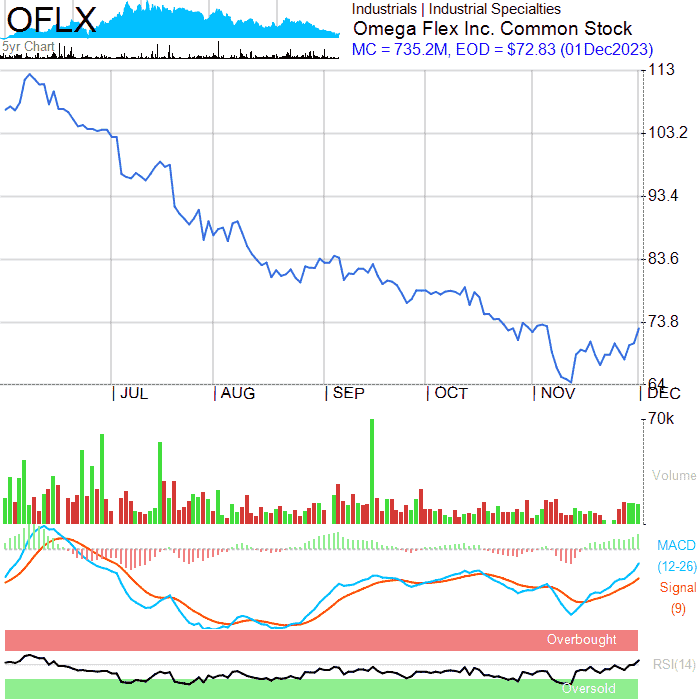 OFLX
5yr Chart
Industrials | Industrial Specialties
Omega Flex Inc. Common Stock
MC = 735.2M, EOD = $72.83 (01Dec2023)
113
103.2
93.4
83.6
73.8
64
| JUL | AUG | SEP | OCT | NOV | DEC
70k
Volume
MACD
(12-26)
Signal
(9)
Overbought
RSI(14)
Oversold